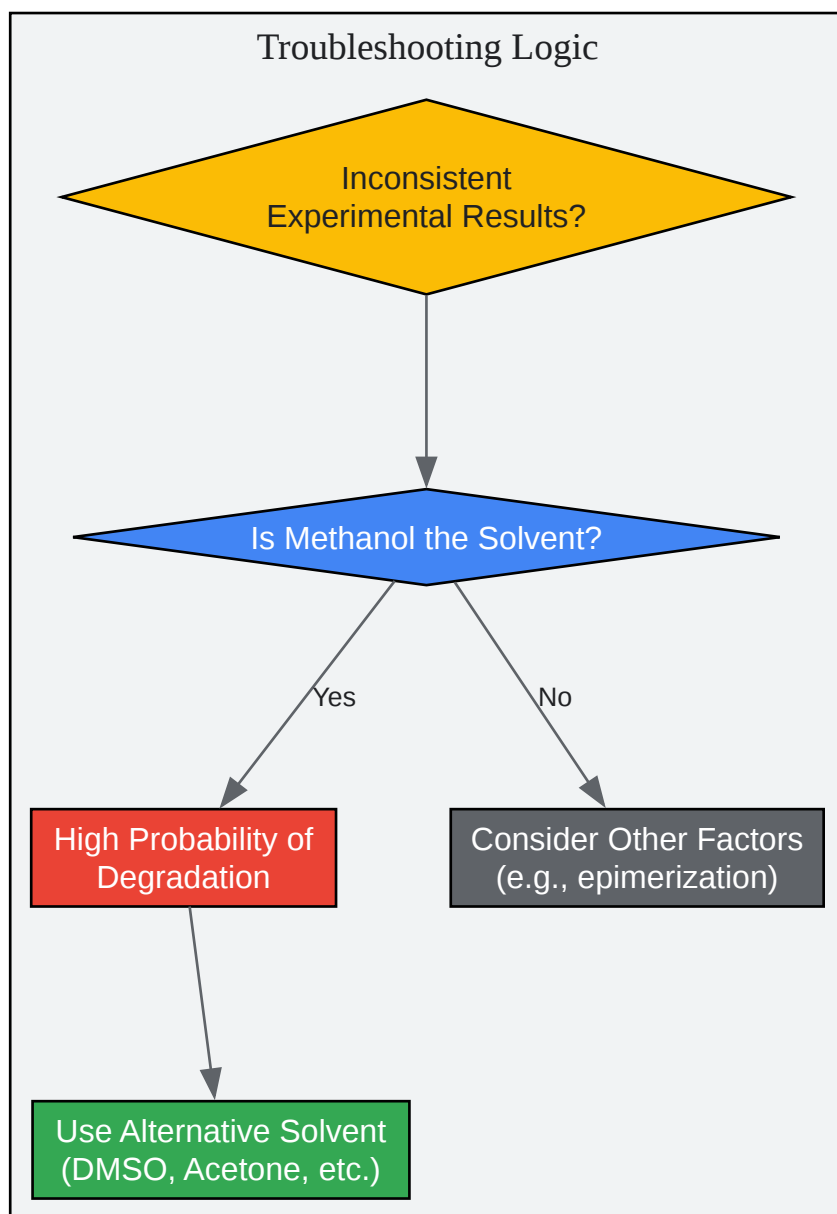 Troubleshooting Logic
Inconsistent
Experimental Results?
Is Methanol the Solvent?
Yes
No
High Probability of
Degradation
Consider Other Factors
(e.g., epimerization)
Use Alternative Solvent
(DMSO, Acetone, etc.)